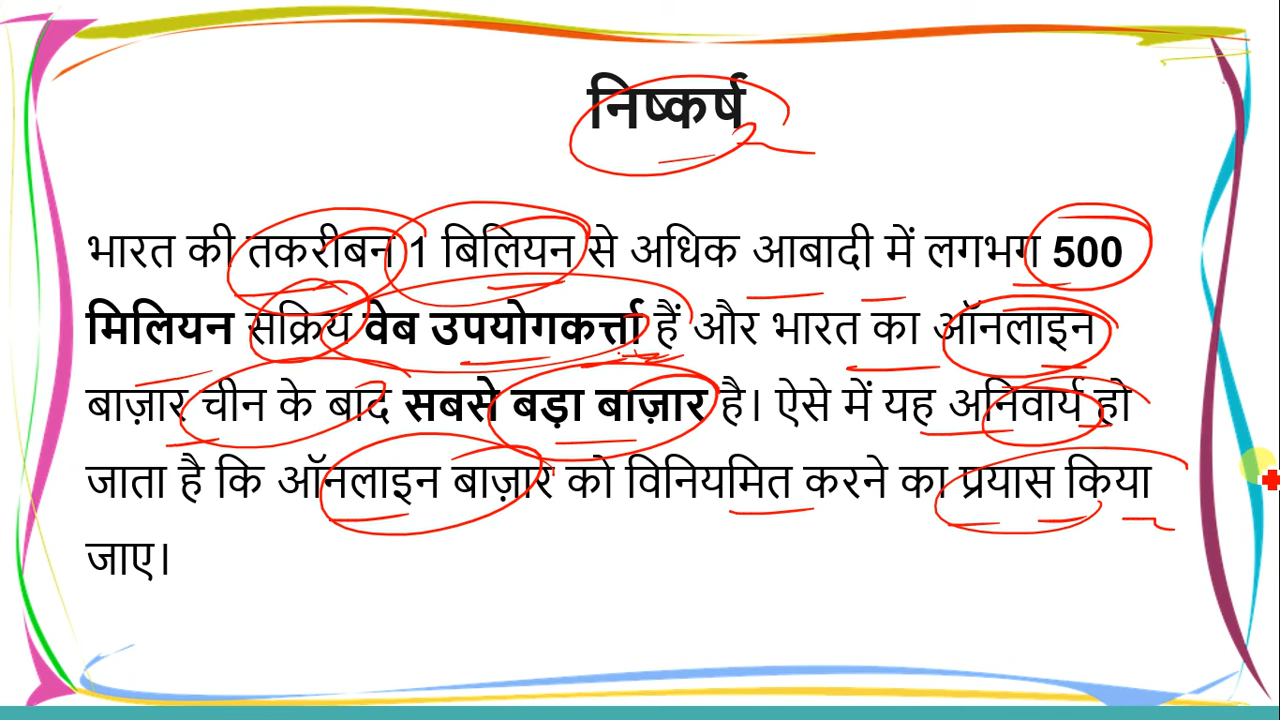 निष्कर्ष
भारत की तकरीबन 1 बिलियन से अधिक आबादी में लगभग 500
मिलियन सक्रिय वेब उपयोगकर्त्ता हैं और भारत का ऑनलाइन
बाज़ार चीन के बाद सबसे बड़ा बाज़ार है। ऐसे में यह अनिवार्य हो
जाता है कि ऑनलाइन बाज़ार को विनियमित करने का प्रयास किया
जाए।